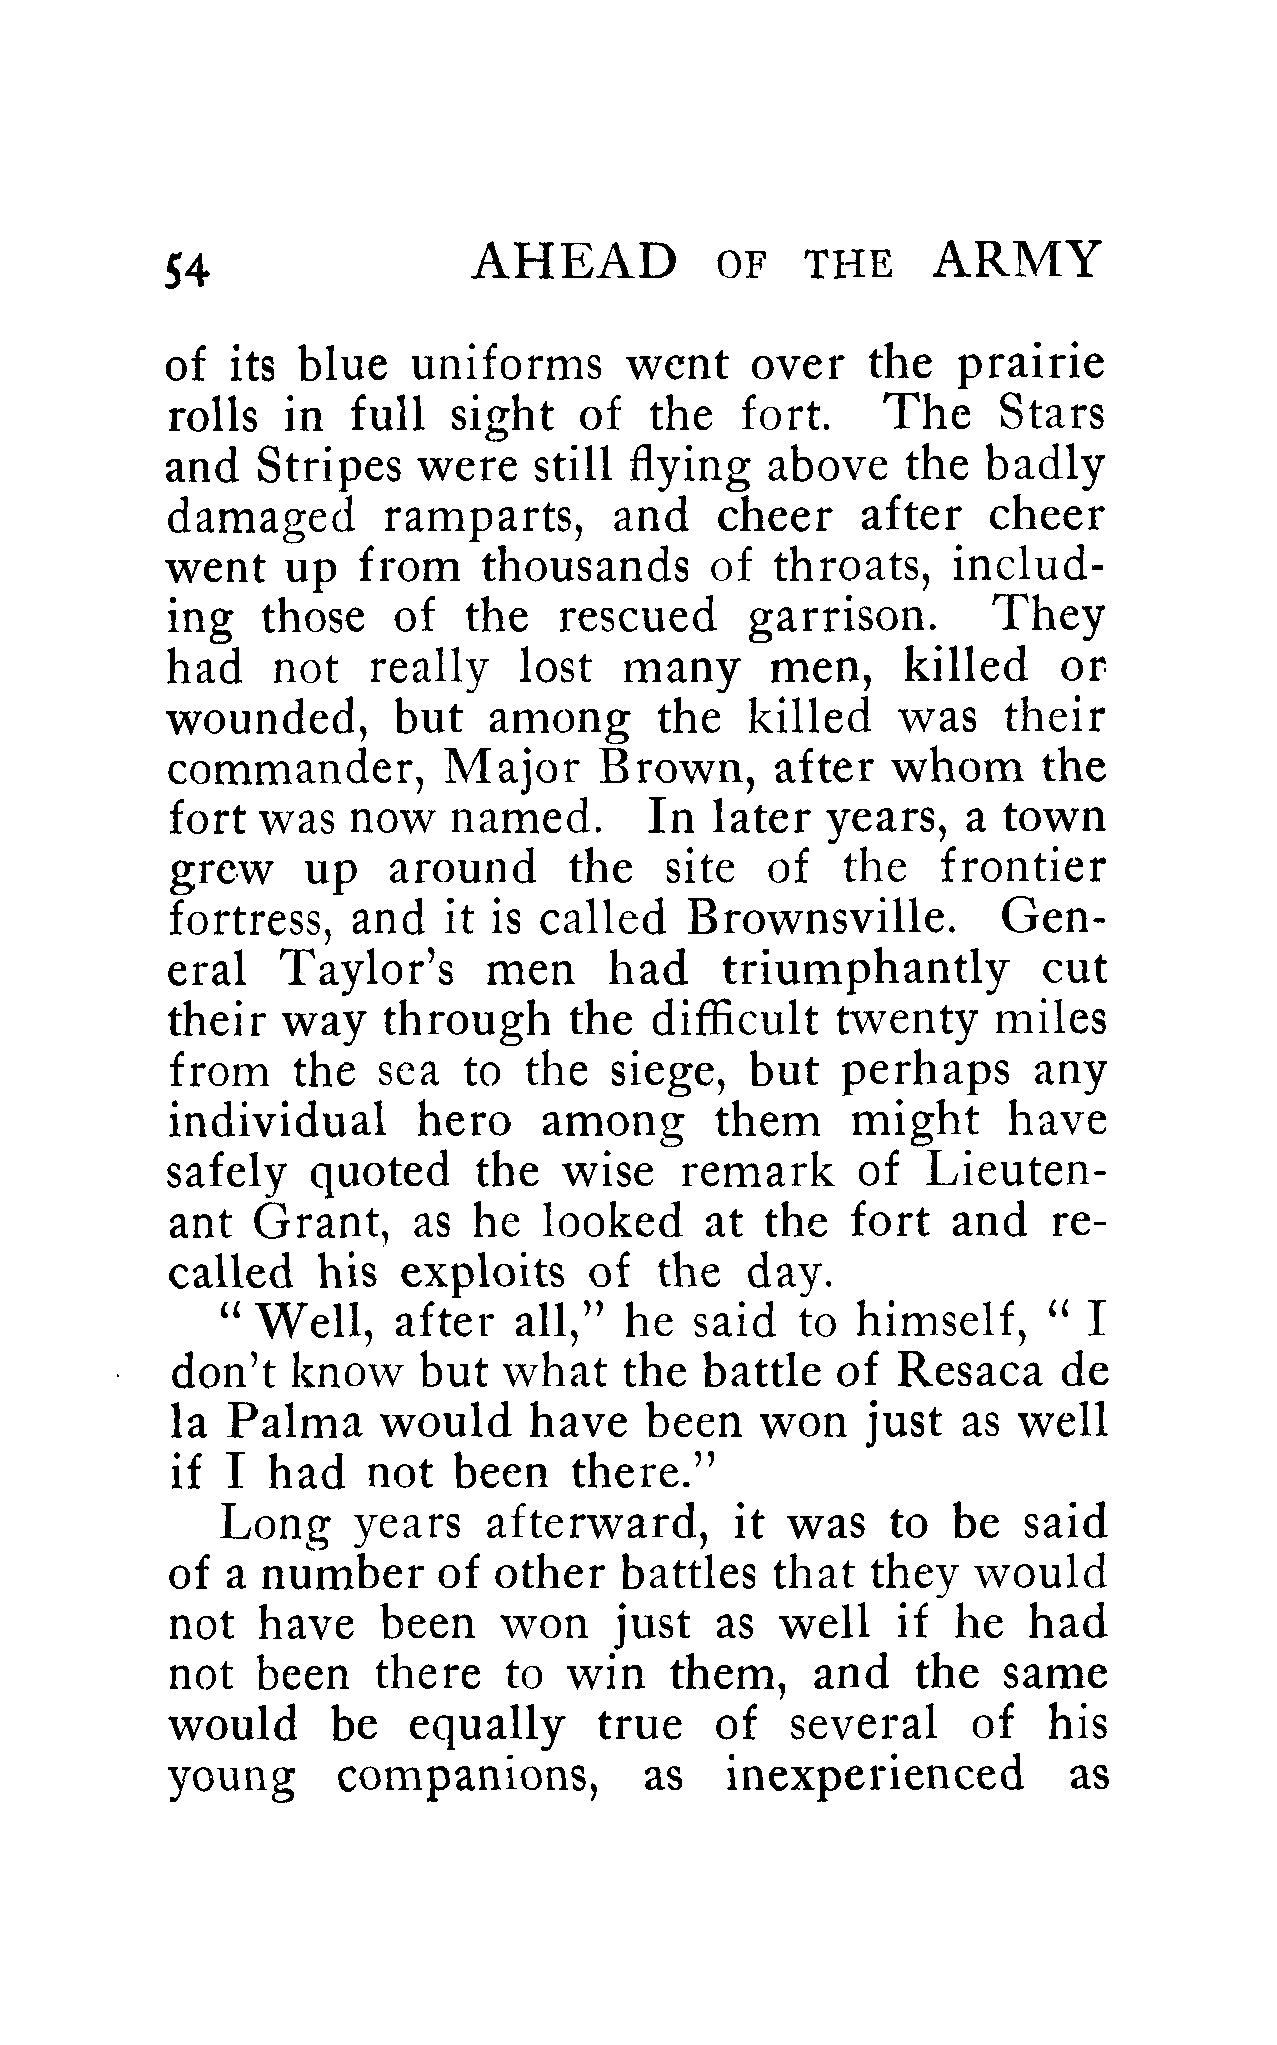 54 AHEAD OF THE ARMY
of its blue uniforms went over the prairie
rolls in full sight of the fort. The Stars
and Stripes were still flying above the badly
damaged ramparts, and cheer after cheer
went up from thousands of throats, includ-
ing those of the rescued garrison. They
had not really lost many men, killed or
wounded, but among the killed was their
commander, Major Brown, after whom the
fort was now named. In later years, a town
grew up around the site of the frontier
fortress, and it is called Brownsville. Gen-
eral Taylor's men had triumphantly cut
their way through the difficult twenty miles
from the sea to the siege, but perhaps any
individual hero among them might have
safely quoted the wise remark of Lieuten-
ant Grant, as he looked at the fort and re-
called his exploits of the day.
"Well, after all," he said to himself, "I
don't know but what the battle of Resaca de
la Palma would have been won just as well
if I had not been there."
Long years afterward, it was to be said
of a number of other battles that they would
not have been won just as well if he had
not been there to win them, and the same
would be equally true of several of his
young companions, as inexperienced as